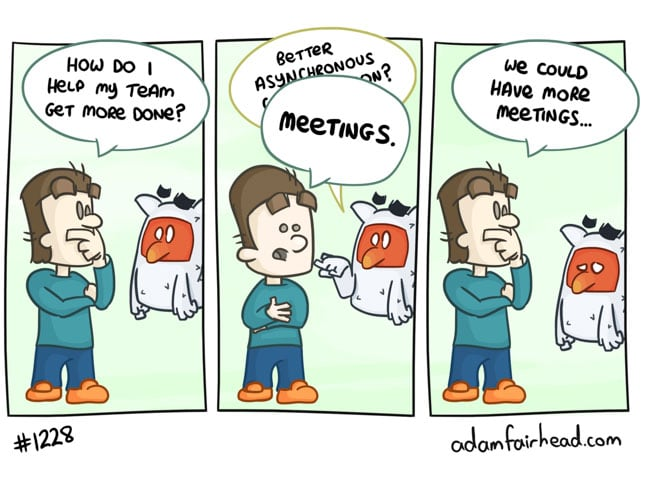 HOW DO I
HELP MY TEAM
GET MORE DONE?
BETTER
ASYNCHRONOUS
ON?
MEETINGS.
WE COULD
HAVE MORE
MEETINGS...
#1228
adamfairhead.com